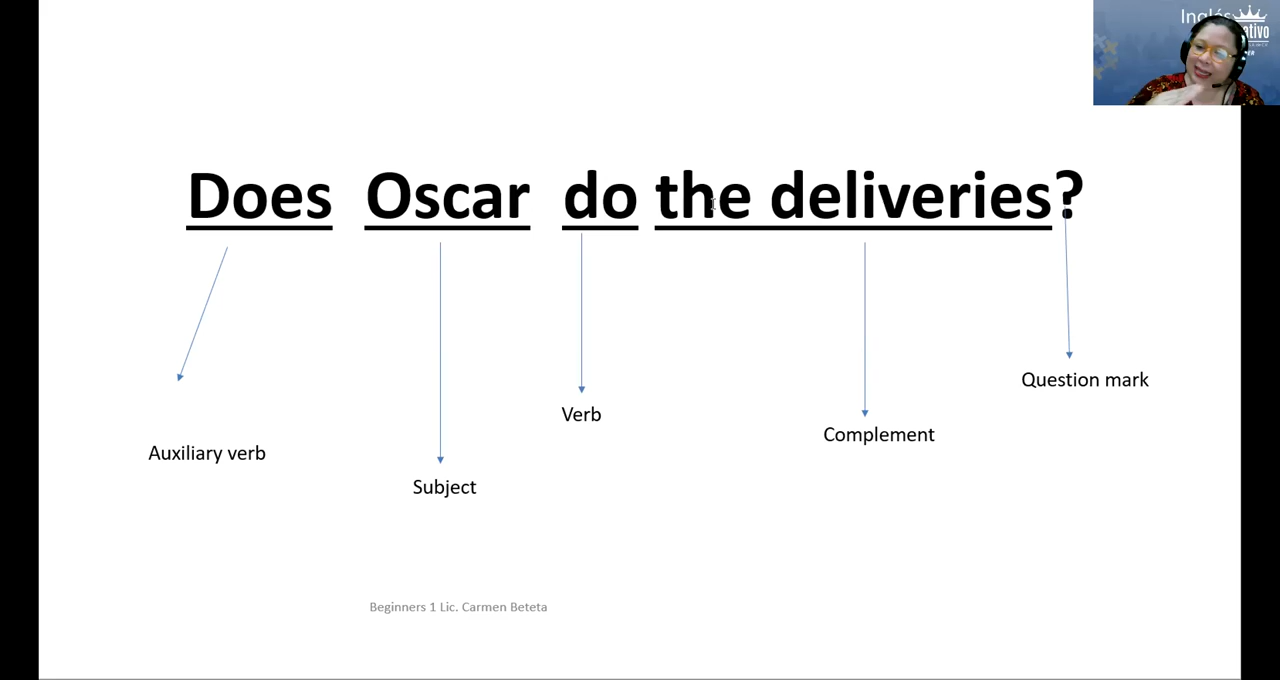 Inglés
Does Oscar do the deliveries?
Question mark
Verb
Complement
Auxiliary verb
Subject
Beginners 1 Lic. Carmen Beteta